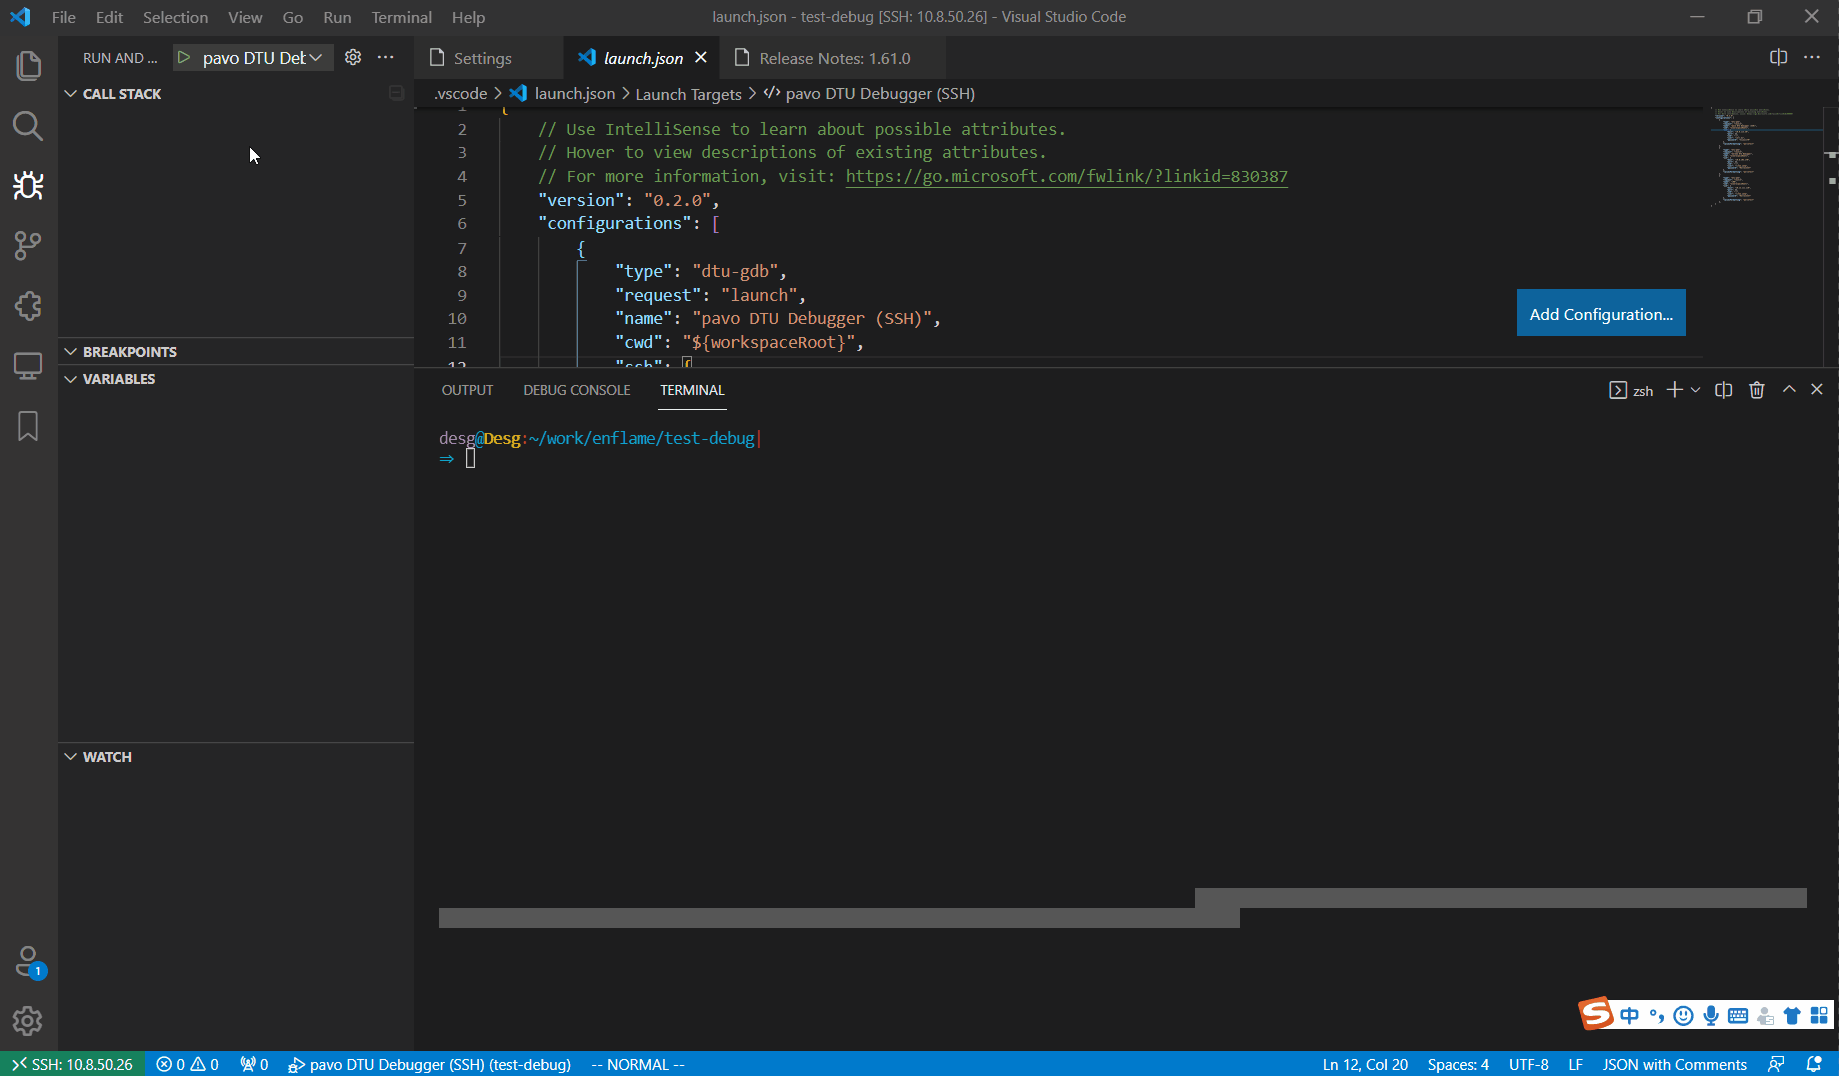 File Edit Selection View Go Run Terminal Help
launch.json - test-debug [SSH: 10.8.50.26] - Visual Studio Code
RUN AND ...
pavo DTU Deb
Settings
launch.json
Release Notes: 1.61.0
CALL STACK
.vscode > launch.json > Launch Targets > pavo DTU Debugger (SSH)
1 {
2 // Use IntelliSense to learn about possible attributes.
3 // Hover to view descriptions of existing attributes.
4 // For more information, visit: https://go.microsoft.com/fwlink/?linkid=830387
5 "version": "0.2.0",
6 "configurations": [
7 {
8 "type": "dtu-gdb",
9 "request": "launch",
10 "name": "pavo DTU Debugger (SSH)",
11 "cwd": "${workspaceRoot}",
12 "ssh": {
Add Configuration...
BREAKPOINTS
VARIABLES
WATCH
OUTPUT DEBUG CONSOLE TERMINAL
zsh
desg@Desg:~/work/enflame/test-debug|
⇒
1
中
SSH: 10.8.50.26 0 0 0 pavo DTU Debugger (SSH) (test-debug) -- NORMAL --
Ln 12, Col 20 Spaces: 4 UTF-8 LF JSON with Comments